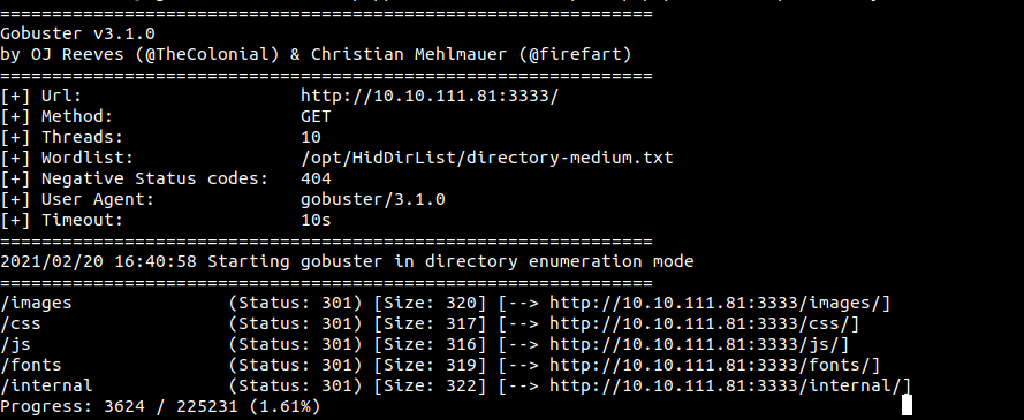 ===============================================================
Gobuster v3.1.0
by OJ Reeves (@TheColonial) & Christian Mehlmauer (@firefart)
===============================================================
[+] Url:                     http://10.10.111.81:3333/
[+] Method:                  GET
[+] Threads:                 10
[+] Wordlist:                /opt/HidDirList/directory-medium.txt
[+] Negative Status codes:   404
[+] User Agent:              gobuster/3.1.0
[+] Timeout:                 10s
===============================================================
2021/02/20 16:40:58 Starting gobuster in directory enumeration mode
===============================================================
/images               (Status: 301) [Size: 320] [--> http://10.10.111.81:3333/images/]
/css                  (Status: 301) [Size: 317] [--> http://10.10.111.81:3333/css/]
/js                   (Status: 301) [Size: 316] [--> http://10.10.111.81:3333/js/]
/fonts                (Status: 301) [Size: 319] [--> http://10.10.111.81:3333/fonts/]
/internal             (Status: 301) [Size: 322] [--> http://10.10.111.81:3333/internal/]
Progress: 3624 / 225231 (1.61%)